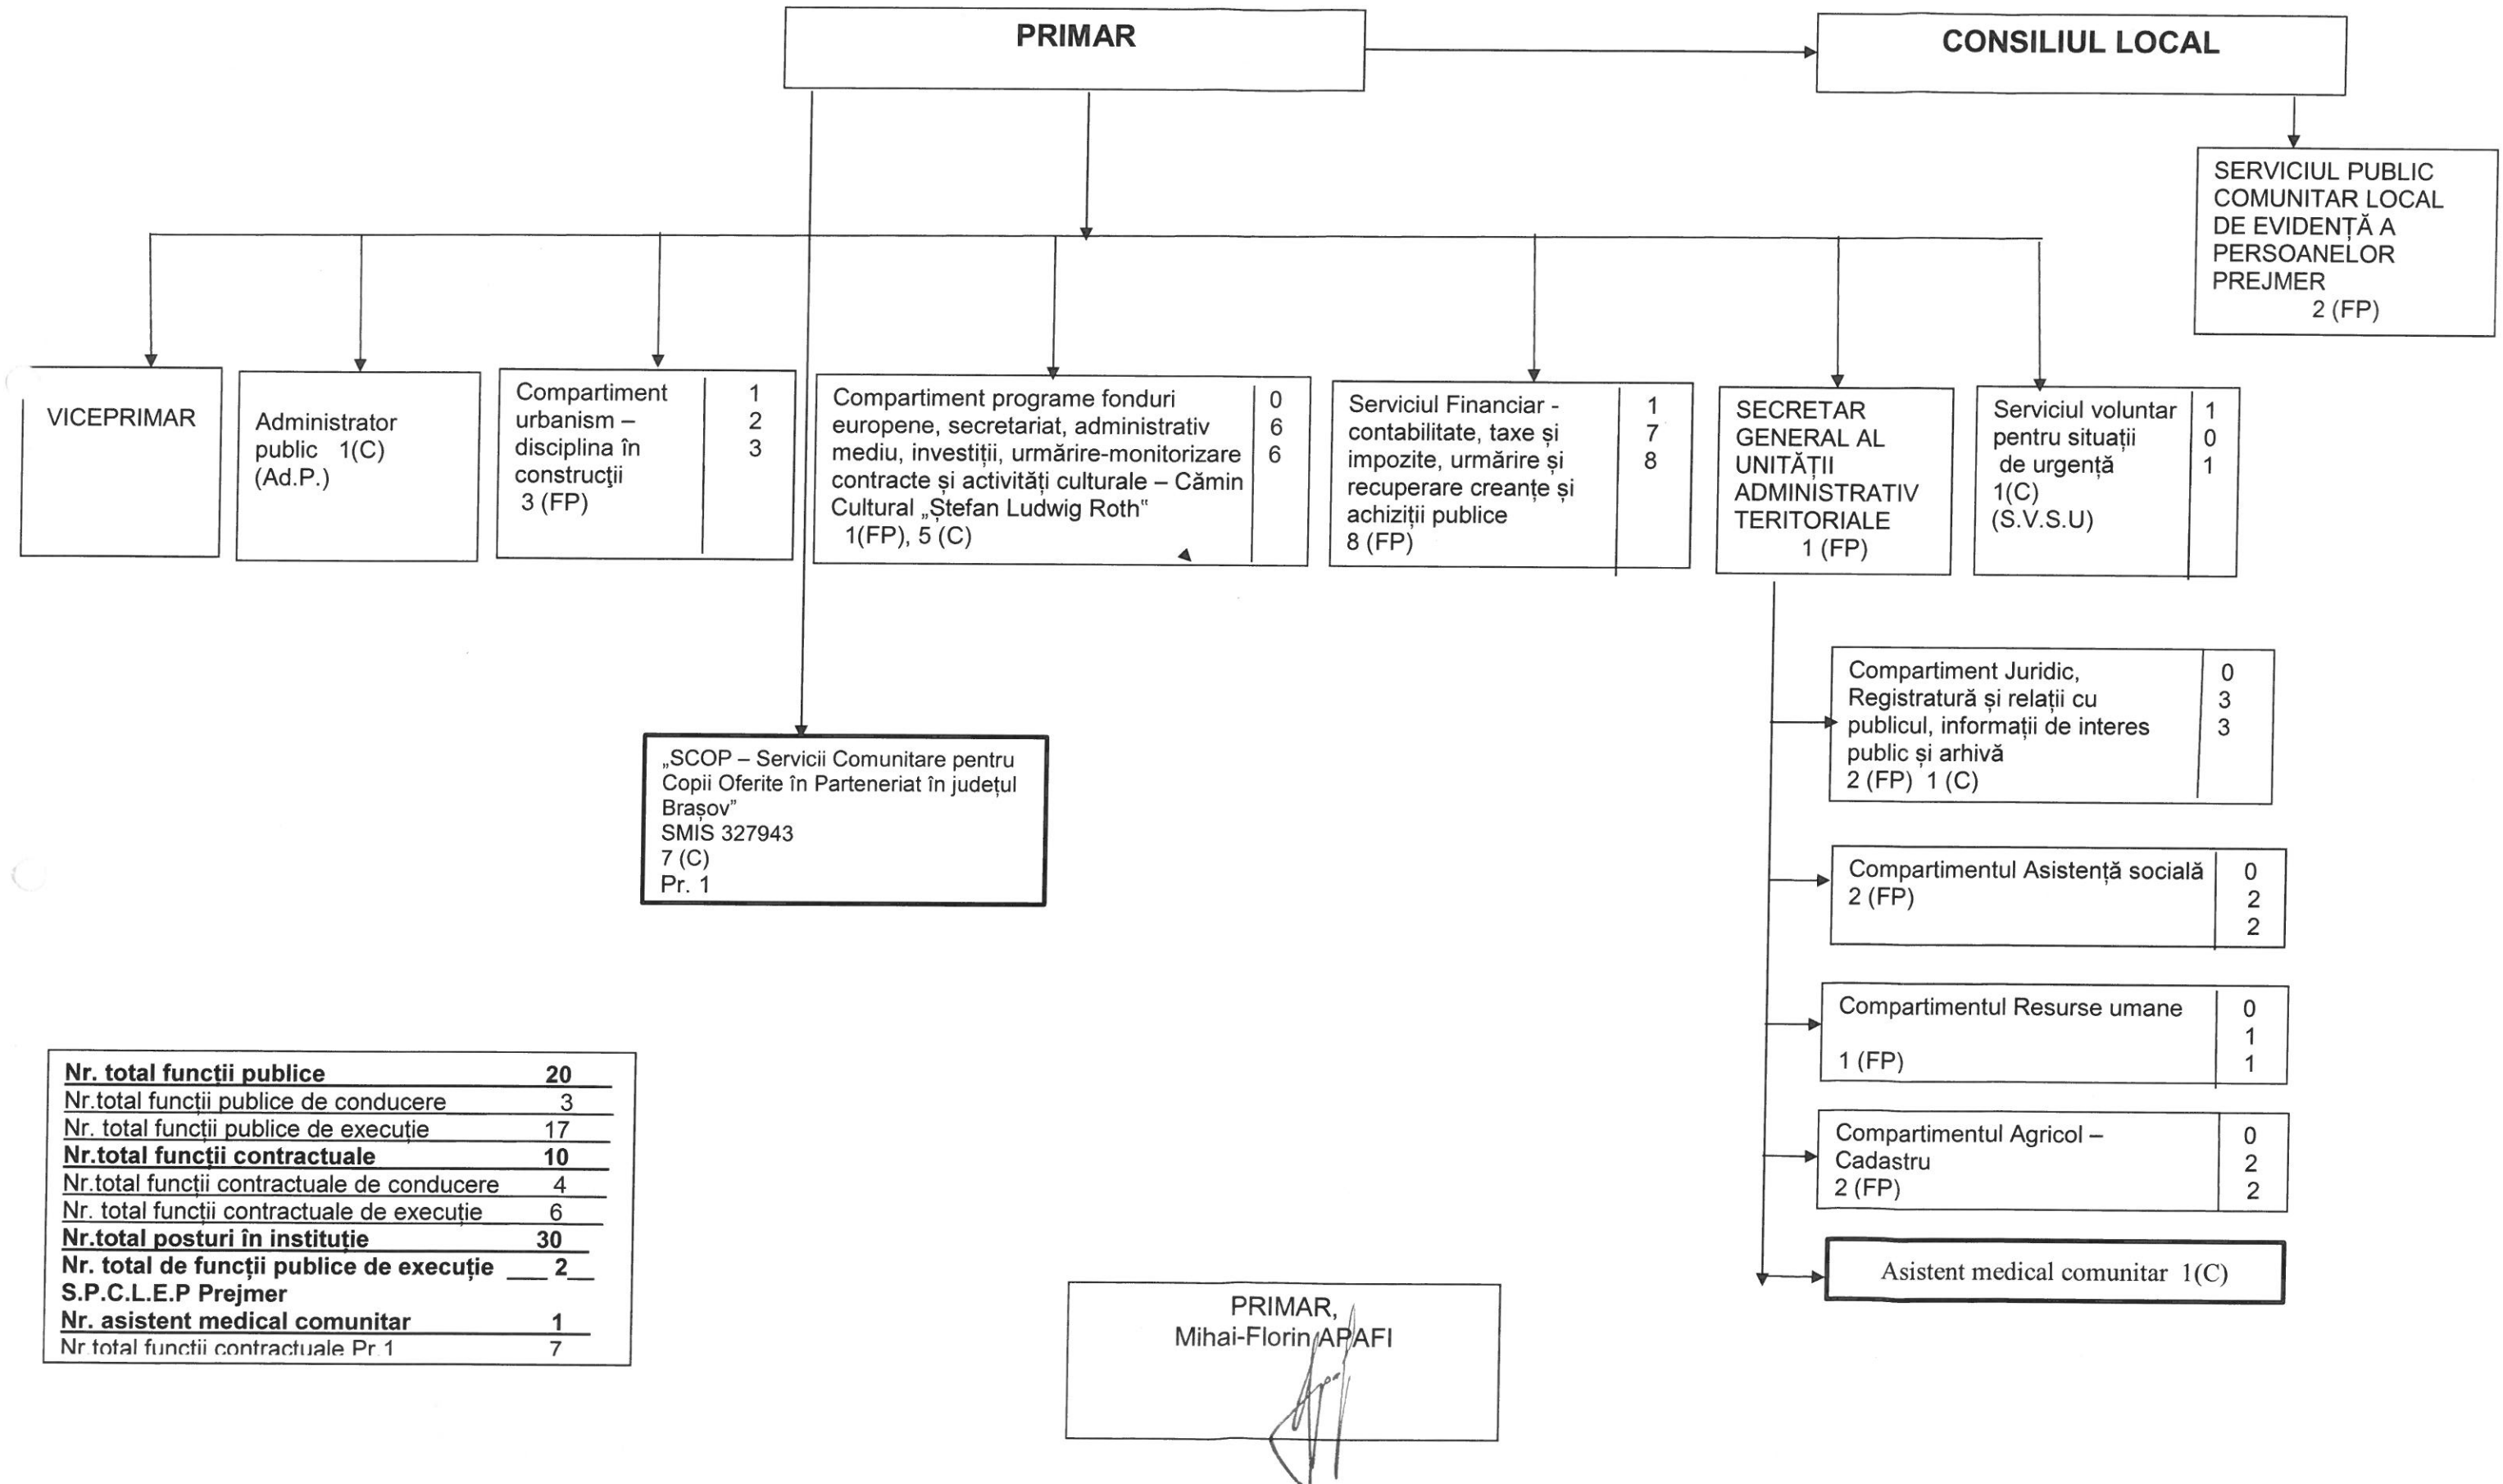 PRIMAR
CONSILIUL LOCAL
SERVICIUL PUBLIC
COMUNITAR LOCAL
DE EVIDENȚĂ A
PERSOANELOR
PREJMER
2 (FP)
VICEPRIMAR
Administrator
public 1(C)
(Ad.P.)
Compartiment
urbanism –
disciplina în
construcţii
3 (FP)
1
2
3
Compartiment programe fonduri
europene, secretariat, administrativ
mediu, investiții, urmărire-monitorizare
contracte și activități culturale – Cămin
Cultural „Ștefan Ludwig Roth“
1(FP), 5 (C)
0
6
6
Serviciul Financiar -
contabilitate, taxe și
impozite, urmărire și
recuperare creanțe și
achiziții publice
8 (FP)
1
7
8
SECRETAR
GENERAL AL
UNITĂȚII
ADMINISTRATIV
TERITORIALE
1 (FP)
Serviciul voluntar
pentru situații
de urgență
1(C)
(S.V.S.U)
1
0
1
Compartiment Juridic,
Registratură și relații cu
publicul, informații de interes
public și arhivă
2 (FP) 1 (C)
0
3
3
„SCOP – Servicii Comunitare pentru
Copii Oferite în Parteneriat în județul
Brașov”
SMIS 327943
7 (C)
Pr. 1
Compartimentul Asistență socială
2 (FP)
0
2
2
Compartimentul Resurse umane
1 (FP)
0
1
1
Compartimentul Agricol –
Cadastru
2 (FP)
0
2
2
Asistent medical comunitar 1(C)
Nr. total funcții publice 20
Nr.total funcții publice de conducere 3
Nr. total funcții publice de execuție 17
Nr.total funcții contractuale 10
Nr.total funcții contractuale de conducere 4
Nr. total funcții contractuale de execuție 6
Nr.total posturi în instituție 30
Nr. total de funcții publice de execuție 2
S.P.C.L.E.P Prejmer
Nr. asistent medical comunitar 1
Nr.total funcții contractuale Pr.1 7
PRIMAR,
Mihai-Florin APAFI